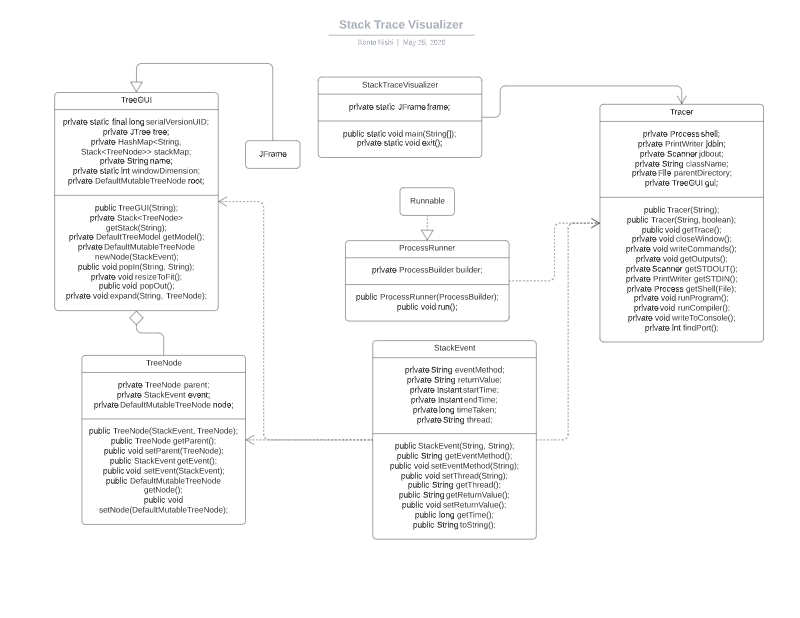 Stack Trace Visualizer
Kento Nishi | May 26, 2020
TreeGUI
private static final long serialVersionUID;
private JTree tree;
private HashMap<String,
Stack<TreeNode>> stackMap;
private String name;
private static int windowDimension;
private DefaultMutableTreeNode root;
public TreeGUI(String);
private Stack<TreeNode>
getStack(String);
private DefaultTreeModel getModel();
private DefaultMutableTreeNode
newNode(StackEvent);
public void popIn(String, String);
private void resizeToFit();
public void popOut();
private void expand(String, TreeNode);
JFrame
StackTraceVisualizer
private static JFrame frame;
public static void main(String[]);
private static void exit();
Tracer
private Process shell;
private PrintWriter jdbin;
private Scanner jdbout;
private String className;
private File parentDirectory;
private TreeGUI gui;
public Tracer(String);
public Tracer(String, boolean);
public void getTrace();
private void closeWindow();
private void writeCommands();
private void getOutputs();
private Scanner getSTDOUT();
private PrintWriter getSTDIN();
private Process getShell(File);
private void runProgram();
private void runCompiler();
private void writeToConsole();
private int findPort();
Runnable
ProcessRunner
private ProcessBuilder builder;
public ProcessRunner(ProcessBuilder);
public void run();
TreeNode
private TreeNode parent;
private StackEvent event;
private DefaultMutableTreeNode node;
public TreeNode(StackEvent, TreeNode);
public TreeNode getParent();
public void setParent(TreeNode);
public StackEvent getEvent();
public void setEvent(StackEvent);
public DefaultMutableTreeNode
getNode();
public void
setNode(DefaultMutableTreeNode);
StackEvent
private String eventMethod;
private String returnValue;
private Instant startTime;
private Instant endTime;
private long timeTaken;
private String thread;
public StackEvent(String, String);
public String getEventMethod();
public void setEventMethod(String);
public void setThread(String);
public String getThread();
public String getReturnValue();
public void setReturnValue();
public long getTime();
public String toString();